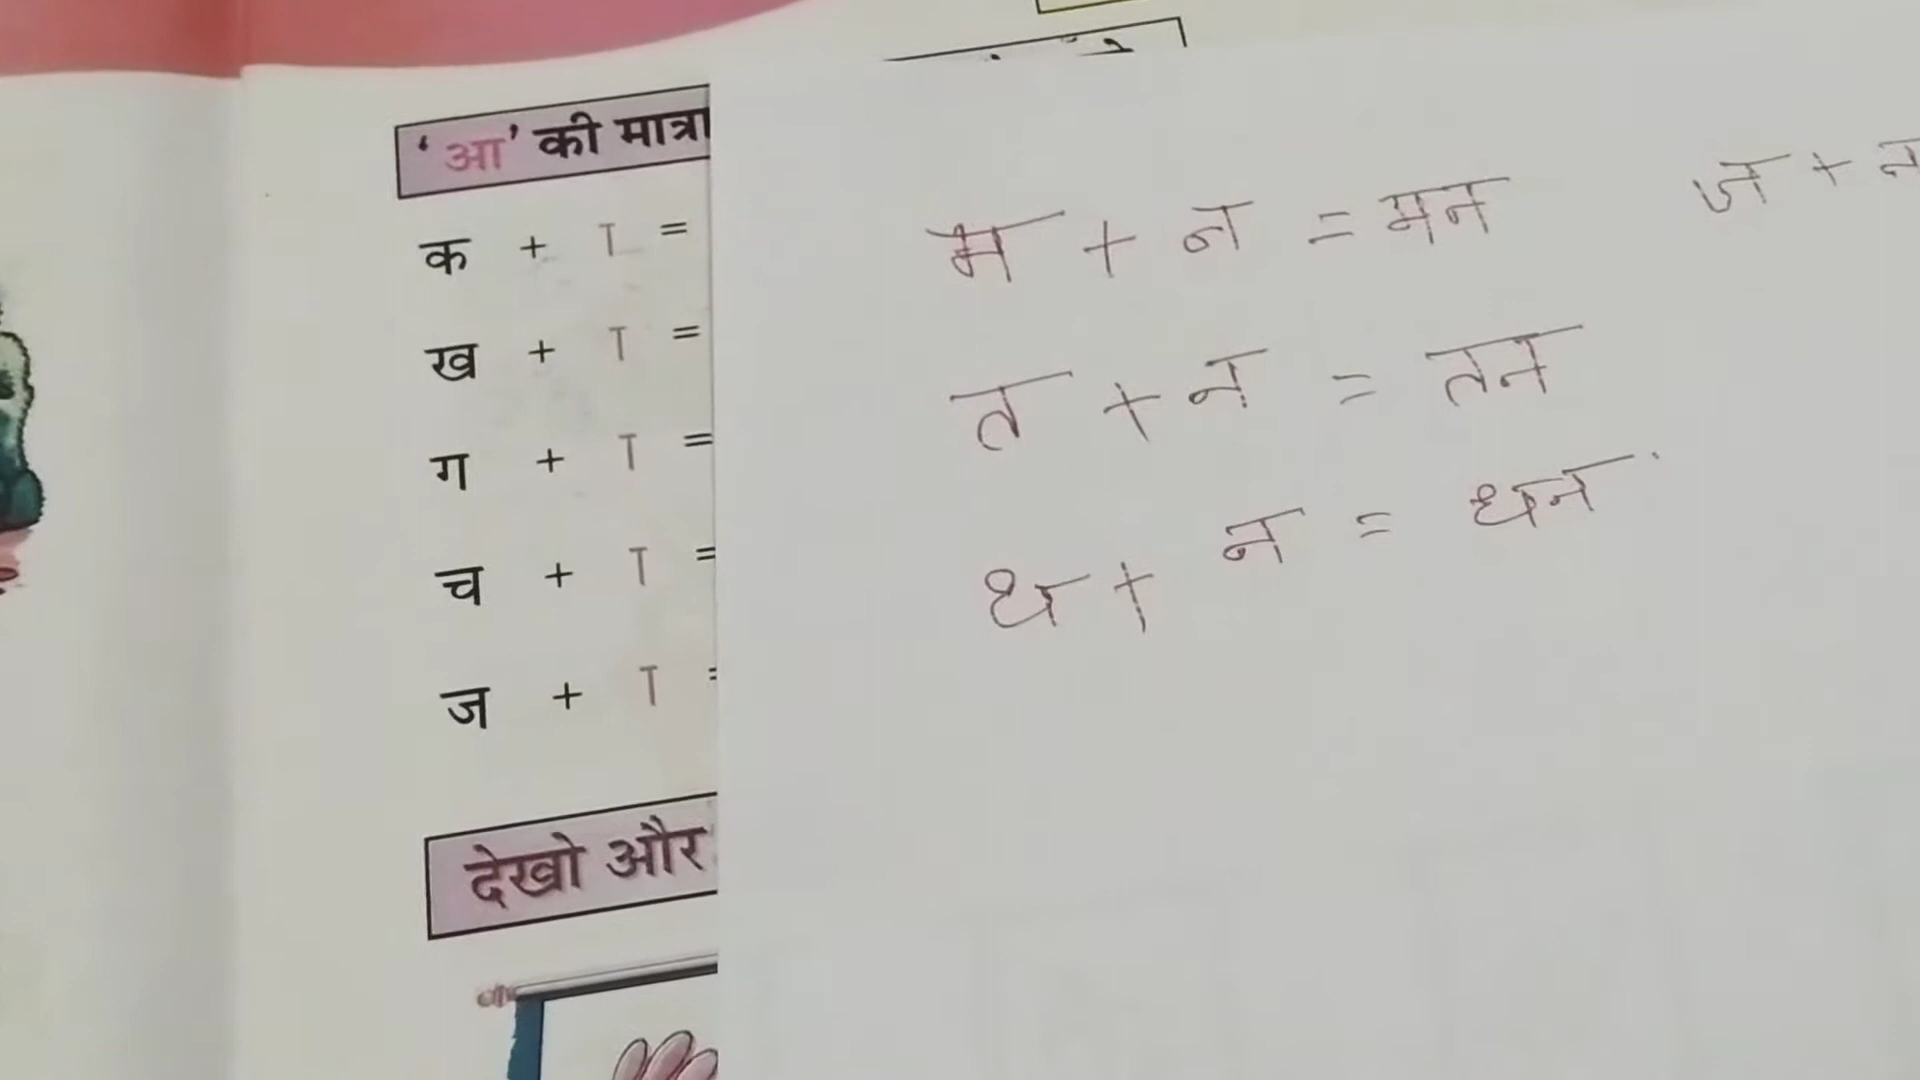 'आ' की मात्रा
क + ा =
ख + ा =
ग + ा =
च + ा =
ज + ा =
देखो और
म + न = मन
ज + न
त + न = तन
ध + न = धन